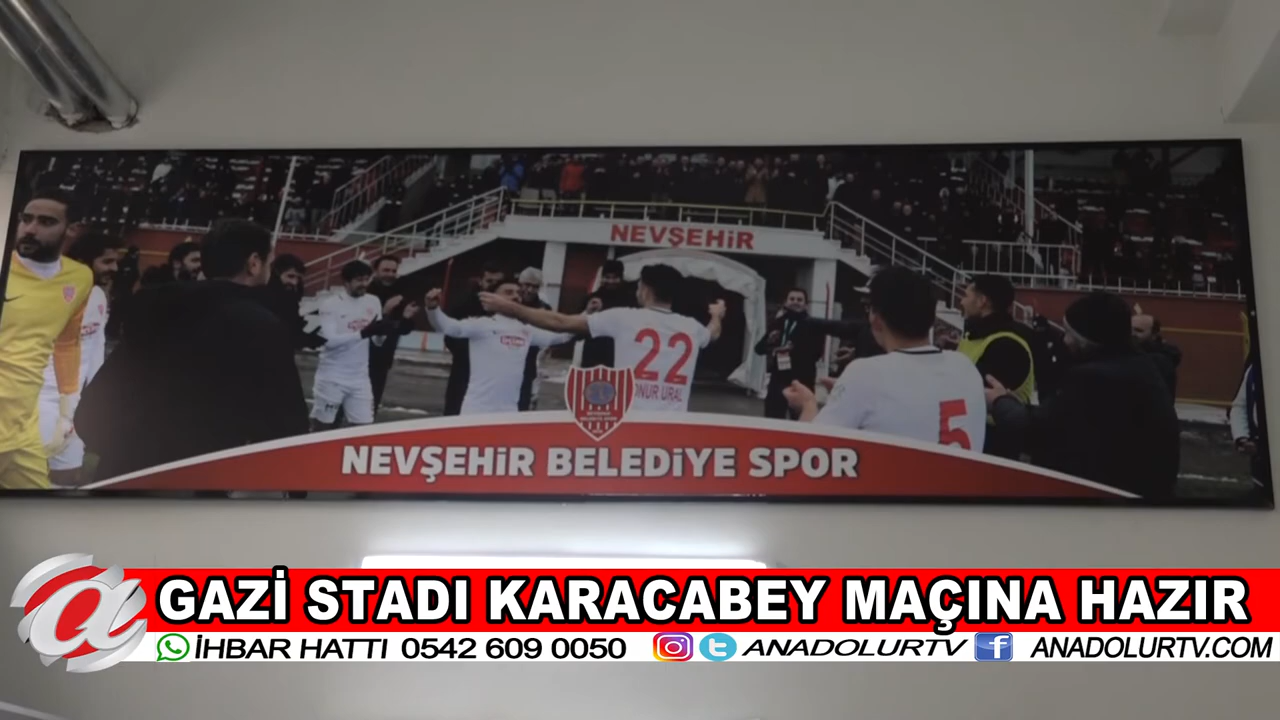 NEVŞEHİR
22
ONUR URAL
5
NEVŞEHİR BELEDİYE SPOR
GAZİ STADI KARACABEY MAÇINA HAZIR
İHBAR HATTI 0542 609 0050 ANADOLURTV ANADOLURTV.COM